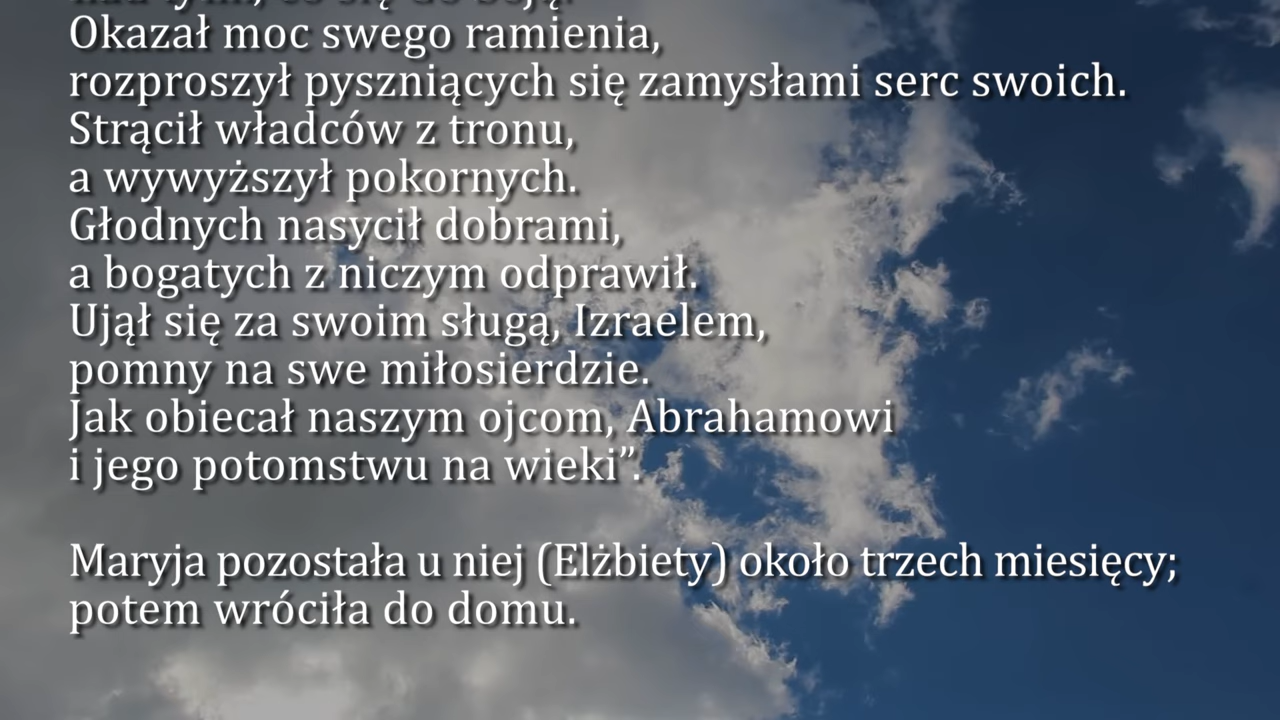 Okazał moc swego ramienia,
rozproszył pyszniących się zamysłami serc swoich.
Strącił władców z tronu,
a wywyższył pokornych.
Głodnych nasycił dobrami,
a bogatych z niczym odprawił.
Ujął się za swoim sługą, Izraelem,
pomny na swe miłosierdzie.
Jak obiecał naszym ojcom, Abrahamowi
i jego potomstwu na wieki”.
Maryja pozostała u niej (Elżbiety) około trzech miesięcy;
potem wróciła do domu.